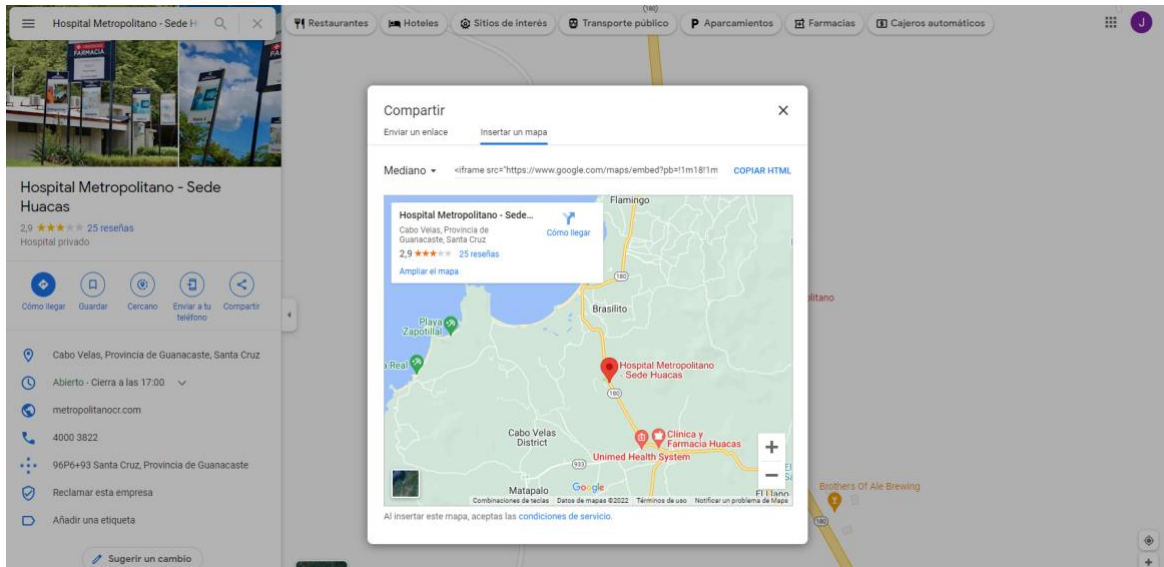 Hospital Metropolitano - Sede H
Restaurantes
Hoteles
Sitios de interés
Transporte público
Aparcamientos
Farmacias
Cajeros automáticos
J
(180)
FARMACIA
Hospital Metropolitano - Sede
Huacas
2,9 25 reseñas
Hospital privado
Cómo llegar
Guardar
Cercano
Enviar a tu
teléfono
Compartir
Cabo Velas, Provincia de Guanacaste, Santa Cruz
Abierto - Cierra a las 17:00
metropolitanocr.com
4000 3822
96P6+93 Santa Cruz, Provincia de Guanacaste
Reclamar esta empresa
Añadir una etiqueta
Sugerir un cambio
Compartir
Enviar un enlace
Insertar un mapa
Mediano
<iframe src="https://www.google.com/maps/embed?pb=!1m18!1m
COPIAR HTML
Hospital Metropolitano - Sede...
Cabo Velas, Provincia de
Guanacaste, Santa Cruz
2,9 25 reseñas
Ampliar el mapa
Cómo llegar
Flamingo
(180)
Brasilito
Playa
Zapotillal
a Real
Hospital Metropolitano
- Sede Huacas
(180)
Cabo Velas
District
Clínica y
Farmacia Huacas
Unimed Health System
(933)
Matapalo
El Llano
Google
Combinaciones de teclas
Datos de mapas ©2022
Términos de uso
Notificar un problema de Maps
Al insertar este mapa, aceptas las condiciones de servicio.
olitano
Brothers Of Ale Brewing
(180)